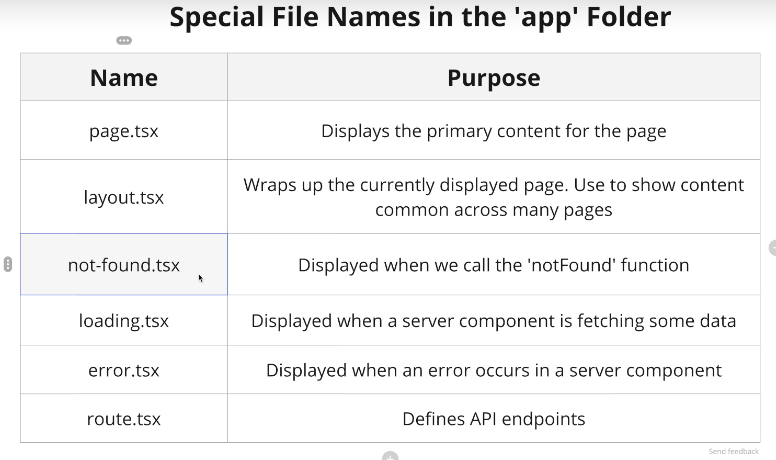 Special File Names in the 'app' Folder
Name
Purpose
page.tsx
Displays the primary content for the page
layout.tsx
Wraps up the currently displayed page. Use to show content
common across many pages
not-found.tsx
Displayed when we call the 'notFound' function
loading.tsx
Displayed when a server component is fetching some data
error.tsx
Displayed when an error occurs in a server component
route.tsx
Defines API endpoints
Send feedback